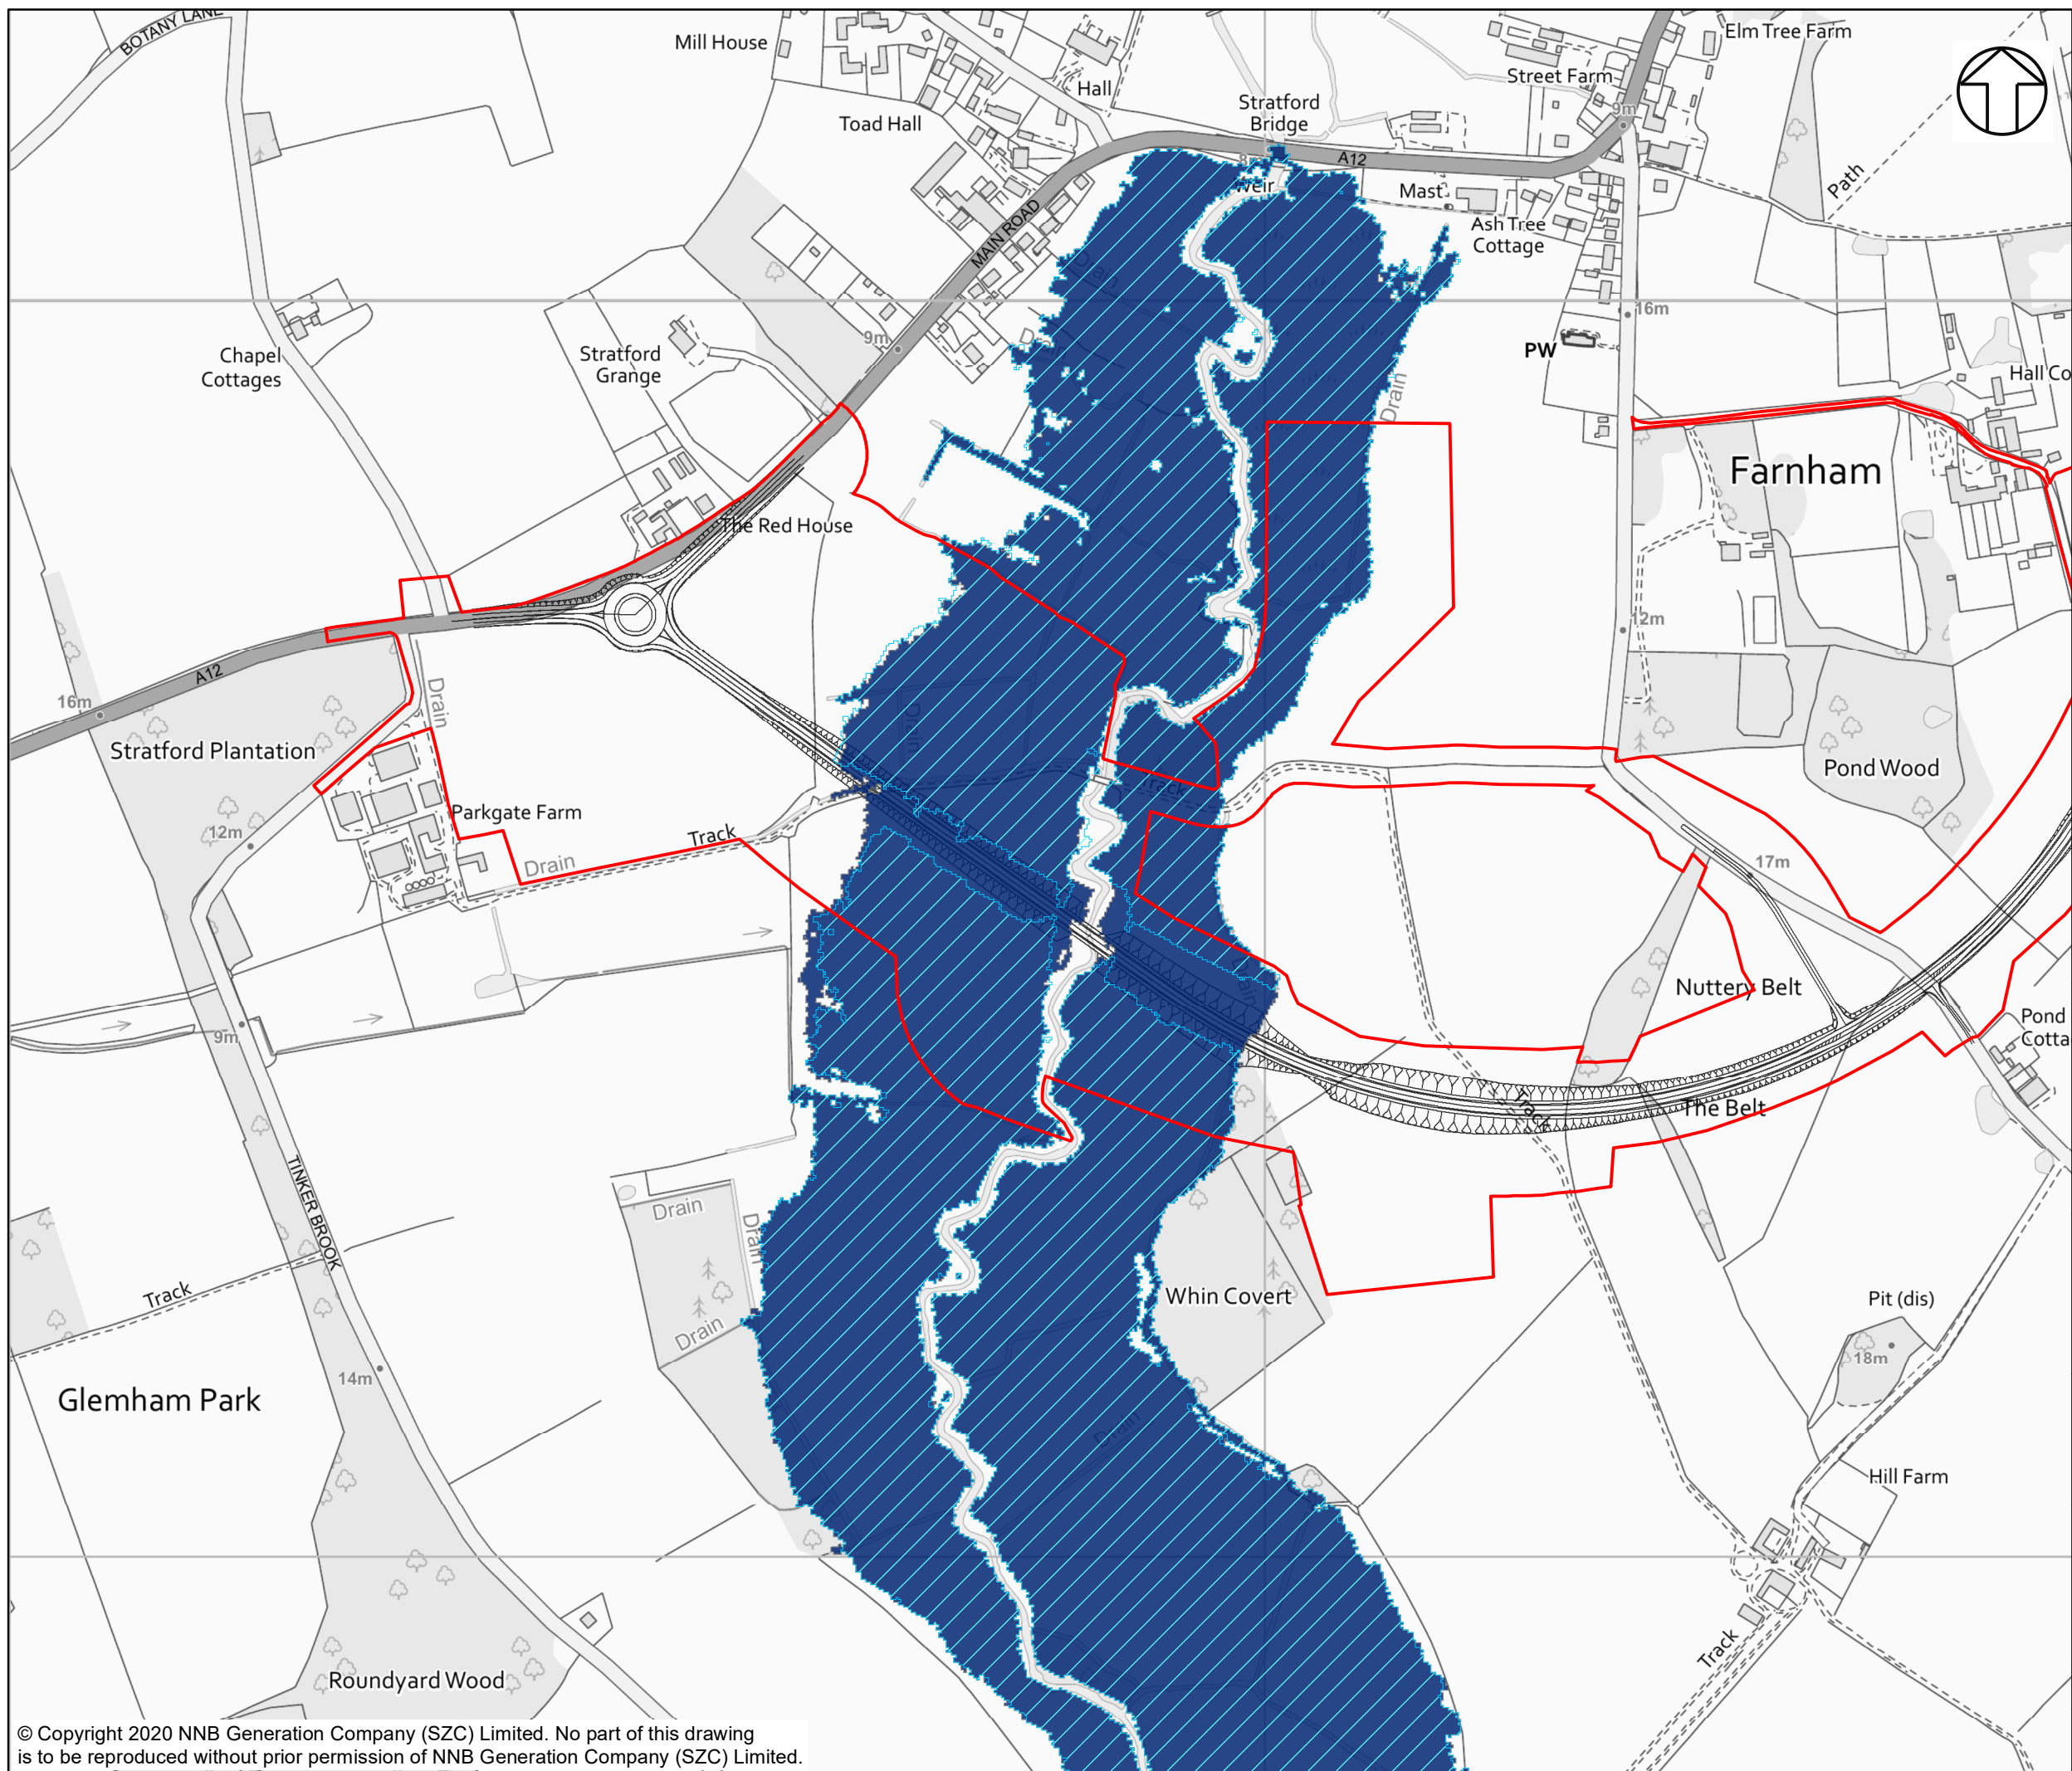 BOTANY LANE
Mill House
Elm Tree Farm
Street Farm
Hall
Stratford
Bridge
9m
Toad Hall
A12
8m
Weir
Mast
Path
Ash Tree
Cottage
MAIN ROAD
Drain
16m
Drain
9m
PW
Chapel
Cottages
Stratford
Grange
Hall Co
Drain
Farnham
The Red House
12m
A12
16m
Drain
Drain
Stratford Plantation
Pond Wood
Track
Parkgate Farm
12m
Track
Drain
17m
Nuttery Belt
Drain
9m
Pond
Cotta
Track
The Belt
TINKER BROOK
Drain
Drain
Track
Whin Covert
Pit (dis)
Drain
18m
14m
Glemham Park
Drain
Hill Farm
Track
Roundyard Wood
© Copyright 2020 NNB Generation Company (SZC) Limited. No part of this drawing
is to be reproduced without prior permission of NNB Generation Company (SZC) Limited.